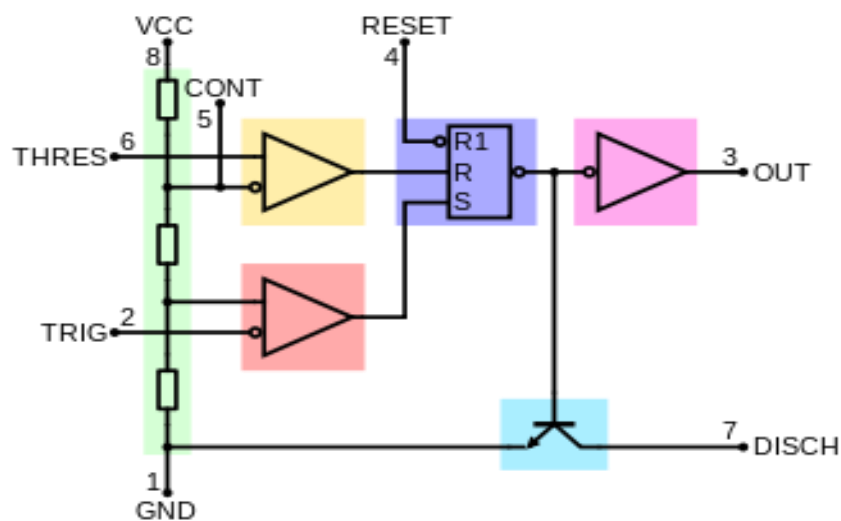 VCC
8
RESET
4
CONT
5
THRES
6
R1
R
S
3
OUT
TRIG
2
7
DISCH
1
GND